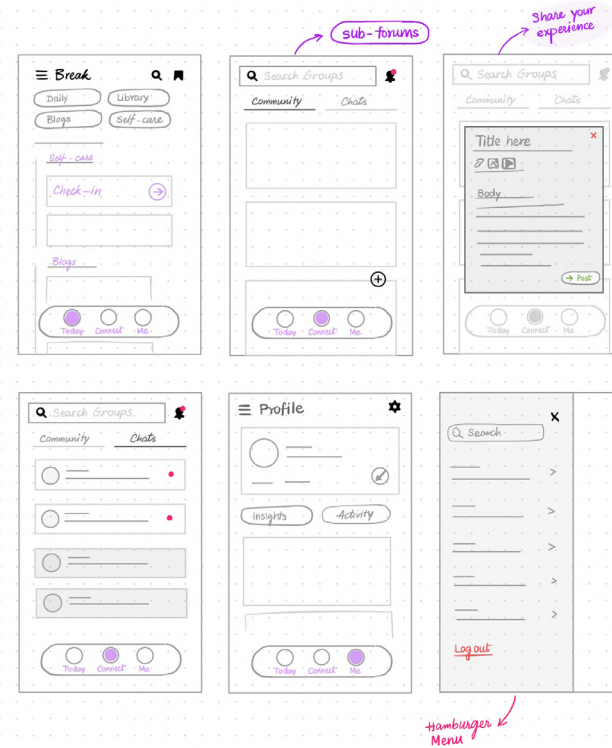 sub-forums
Share your
experience
Break
Daily
Library
Blogs
Self-care
Self-care
Check-in
Blogs
Today
Connect
Me
Search Groups
Community
Chats
Today
Connect
Me
Search Groups
Community
Chats
Title here
x
Body
→ Post
Today
Connect
Me
Search Groups.
Community
Chats
Today
Connect
Me
Profile
Insights
Activity
Today
Connect
Me
X
Search
Log out
Hamburger
Menu